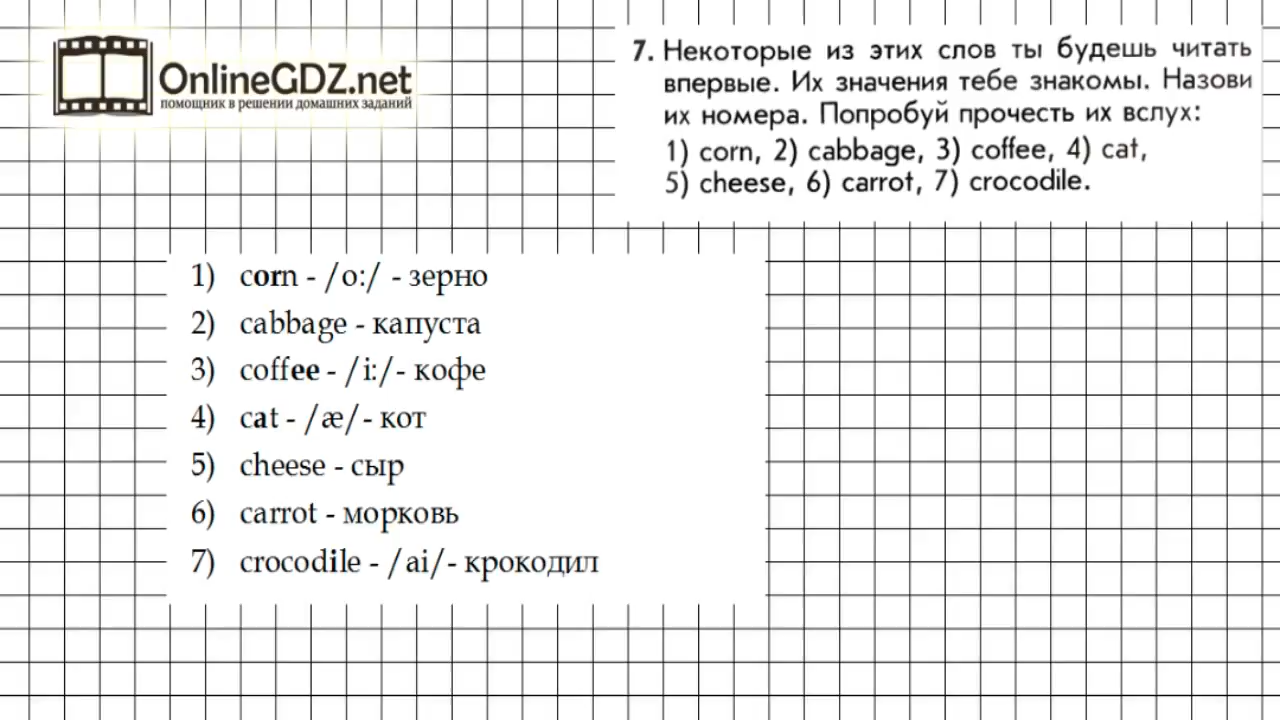 OnlineGDZ.net
помощник в решении домашних заданий
7. Некоторые из этих слов ты будешь читать
впервые. Их значения тебе знакомы. Назови
их номера. Попробуй прочесть их вслух:
1) corn, 2) cabbage, 3) coffee, 4) cat,
5) cheese, 6) carrot, 7) crocodile.
1) corn - /o:/ - зерно
2) cabbage - капуста
3) coffee - /i:/- кофе
4) cat - /æ/- кот
5) cheese - сыр
6) carrot - морковь
7) crocodile - /ai/- крокодил